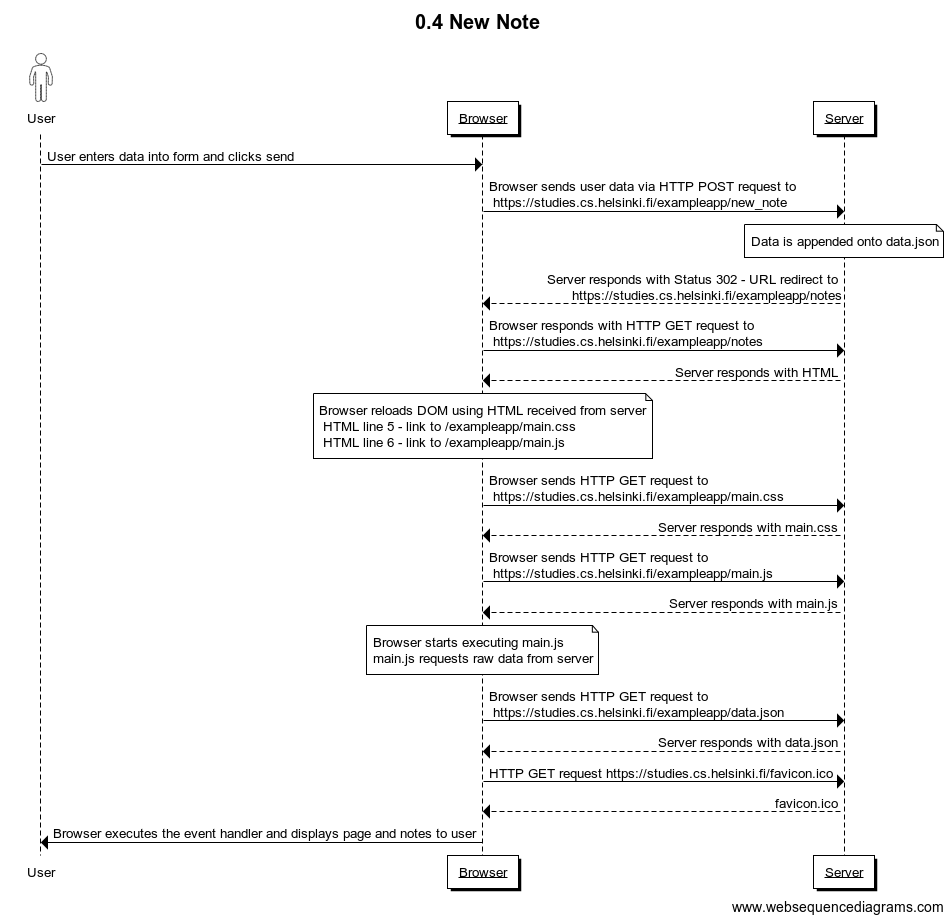 0.4 New Note
User
Browser
Server
User enters data into form and clicks send
Browser sends user data via HTTP POST request to
https://studies.cs.helsinki.fi/exampleapp/new_note
Data is appended onto data.json
Server responds with Status 302 - URL redirect to
https://studies.cs.helsinki.fi/exampleapp/notes
Browser responds with HTTP GET request to
https://studies.cs.helsinki.fi/exampleapp/notes
Server responds with HTML
Browser reloads DOM using HTML received from server
HTML line 5 - link to /exampleapp/main.css
HTML line 6 - link to /exampleapp/main.js
Browser sends HTTP GET request to
https://studies.cs.helsinki.fi/exampleapp/main.css
Server responds with main.css
Browser sends HTTP GET request to
https://studies.cs.helsinki.fi/exampleapp/main.js
Server responds with main.js
Browser starts executing main.js
main.js requests raw data from server
Browser sends HTTP GET request to
https://studies.cs.helsinki.fi/exampleapp/data.json
Server responds with data.json
HTTP GET request https://studies.cs.helsinki.fi/favicon.ico
favicon.ico
Browser executes the event handler and displays page and notes to user
User
Browser
Server
www.websequencediagrams.com